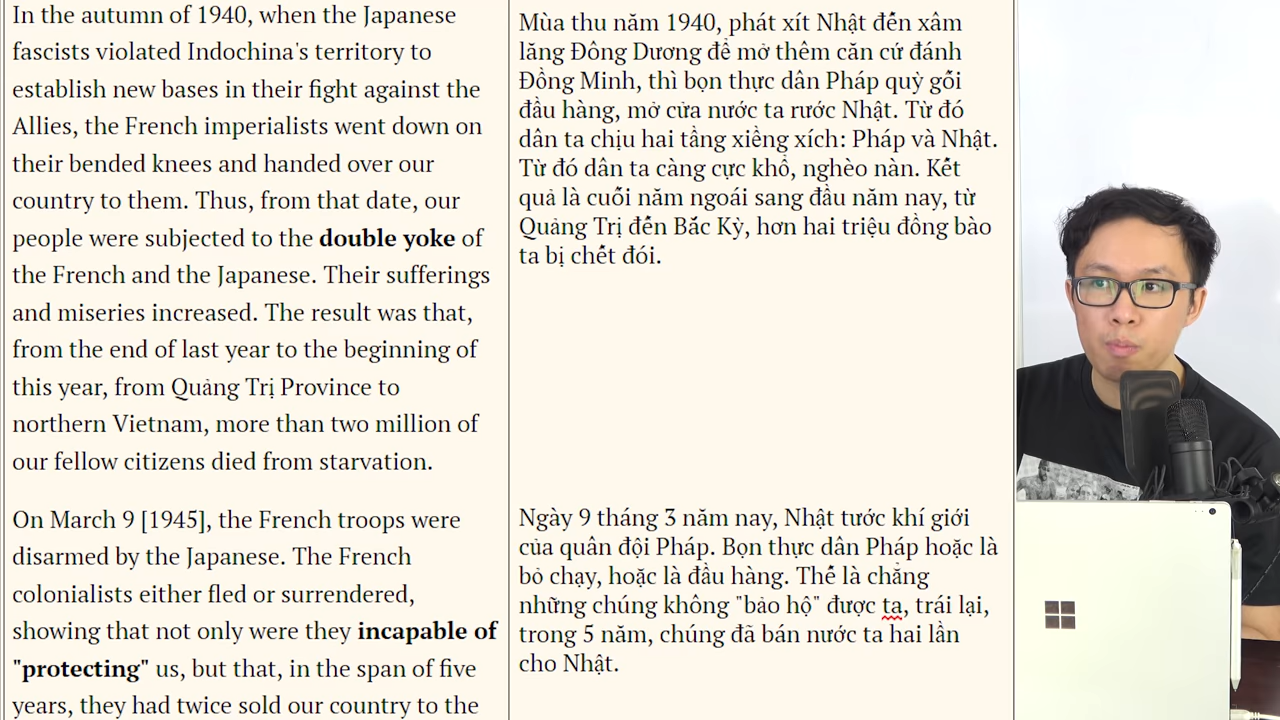 In the autumn of 1940, when the Japanese
fascists violated Indochina's territory to
establish new bases in their fight against the
Allies, the French imperialists went down on
their bended knees and handed over our
country to them. Thus, from that date, our
people were subjected to the double yoke of
the French and the Japanese. Their sufferings
and miseries increased. The result was that,
from the end of last year to the beginning of
this year, from Quảng Trị Province to
northern Vietnam, more than two million of
our fellow citizens died from starvation.
On March 9 [1945], the French troops were
disarmed by the Japanese. The French
colonialists either fled or surrendered,
showing that not only were they incapable of
"protecting" us, but that, in the span of five
years, they had twice sold our country to the
Mùa thu năm 1940, phát xít Nhật đến xâm
lăng Đông Dương để mở thêm căn cứ đánh
Đồng Minh, thì bọn thực dân Pháp quỳ gối
đầu hàng, mở cửa nước ta rước Nhật. Từ đó
dân ta chịu hai tầng xiềng xích: Pháp và Nhật.
Từ đó dân ta càng cực khổ, nghèo nàn. Kết
quả là cuối năm ngoái sang đầu năm nay, từ
Quảng Trị đến Bắc Kỳ, hơn hai triệu đồng bào
ta bị chết đói.
Ngày 9 tháng 3 năm nay, Nhật tước khí giới
của quân đội Pháp. Bọn thực dân Pháp hoặc là
bỏ chạy, hoặc là đầu hàng. Thế là chẳng
những chúng không "bảo hộ" được ta, trái lại,
trong 5 năm, chúng đã bán nước ta hai lần
cho Nhật.